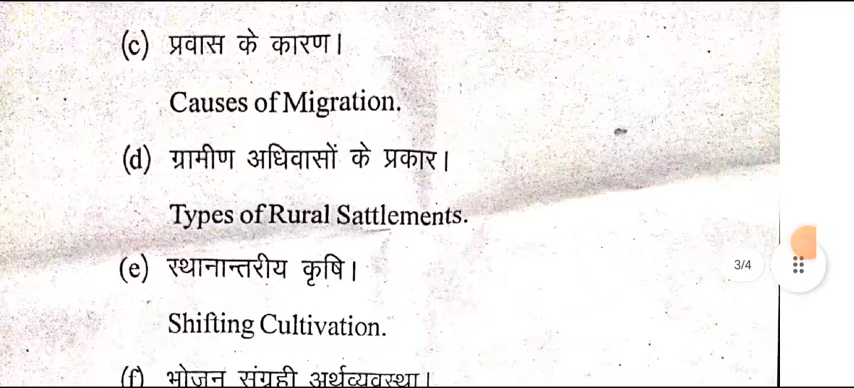 (c) प्रवास के कारण।
Causes of Migration.
(d) ग्रामीण अधिवासों के प्रकार।
Types of Rural Sattlements.
(e) स्थानान्तरीय कृषि।
3/4
Shifting Cultivation.
(f) भोजन संग्रही अर्थव्यवस्था।